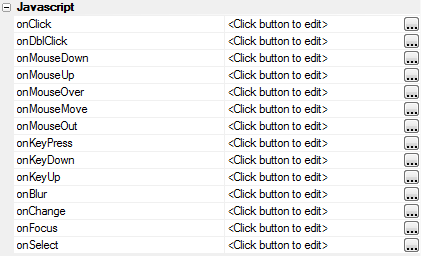 Javascript
onClick <Click button to edit> ...
onDblClick <Click button to edit> ...
onMouseDown <Click button to edit> ...
onMouseUp <Click button to edit> ...
onMouseOver <Click button to edit> ...
onMouseMove <Click button to edit> ...
onMouseOut <Click button to edit> ...
onKeyPress <Click button to edit> ...
onKeyDown <Click button to edit> ...
onKeyUp <Click button to edit> ...
onBlur <Click button to edit> ...
onChange <Click button to edit> ...
onFocus <Click button to edit> ...
onSelect <Click button to edit> ...